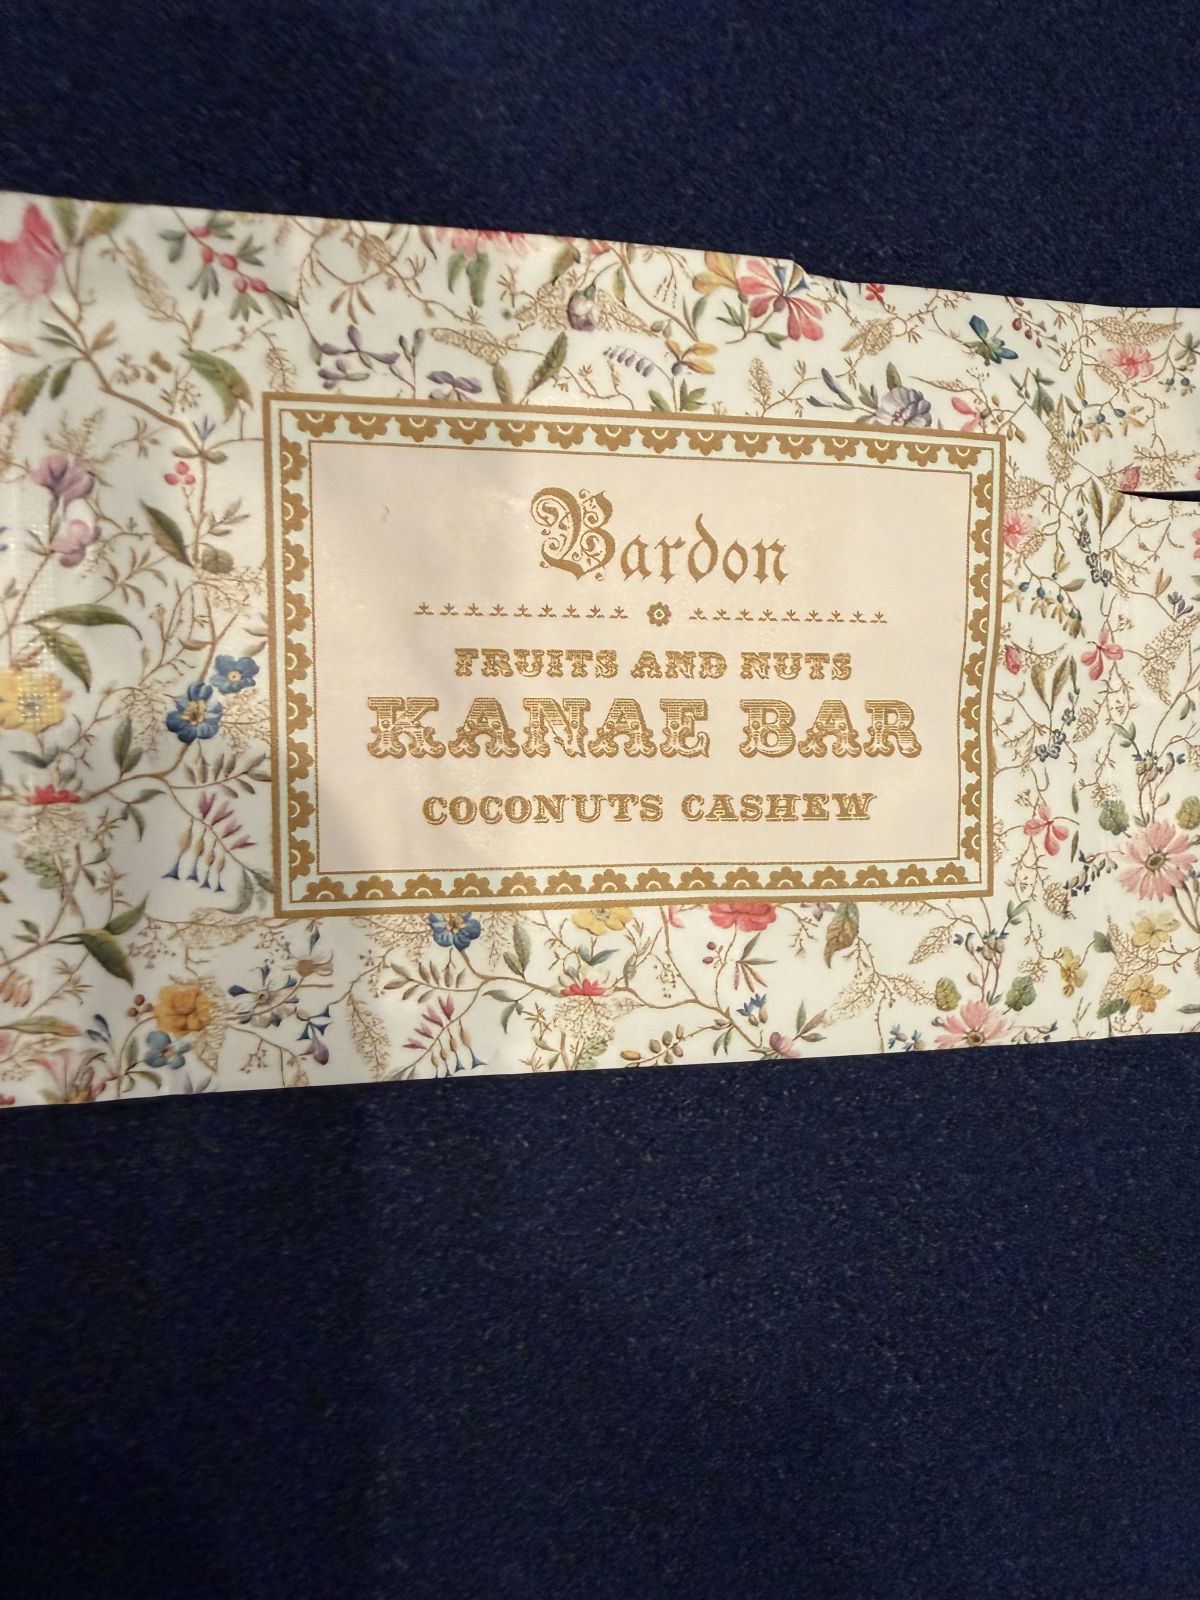 Bardon
FRUITS AND NUTS
KANAE BAR
COCONUTS CASHEW